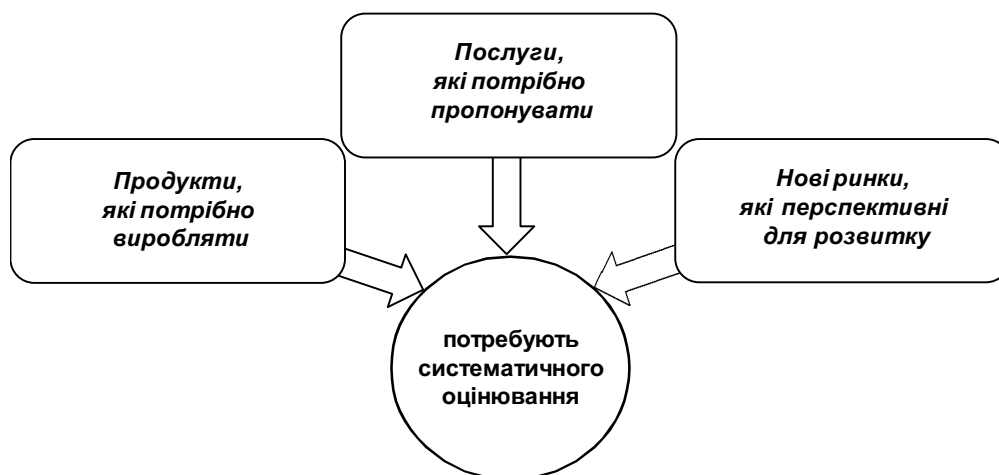 Послуги,
які потрібно
пропонувати
Продукти,
які потрібно
виробляти
Нові ринки,
які перспективні
для розвитку
потребують
систематичного
оцінювання